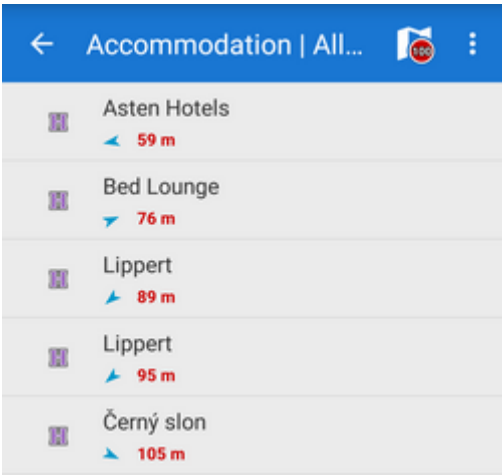 Accommodation | All...
100
Asten Hotels
59 m
Bed Lounge
76 m
Lippert
89 m
Lippert
95 m
Černý slon
105 m